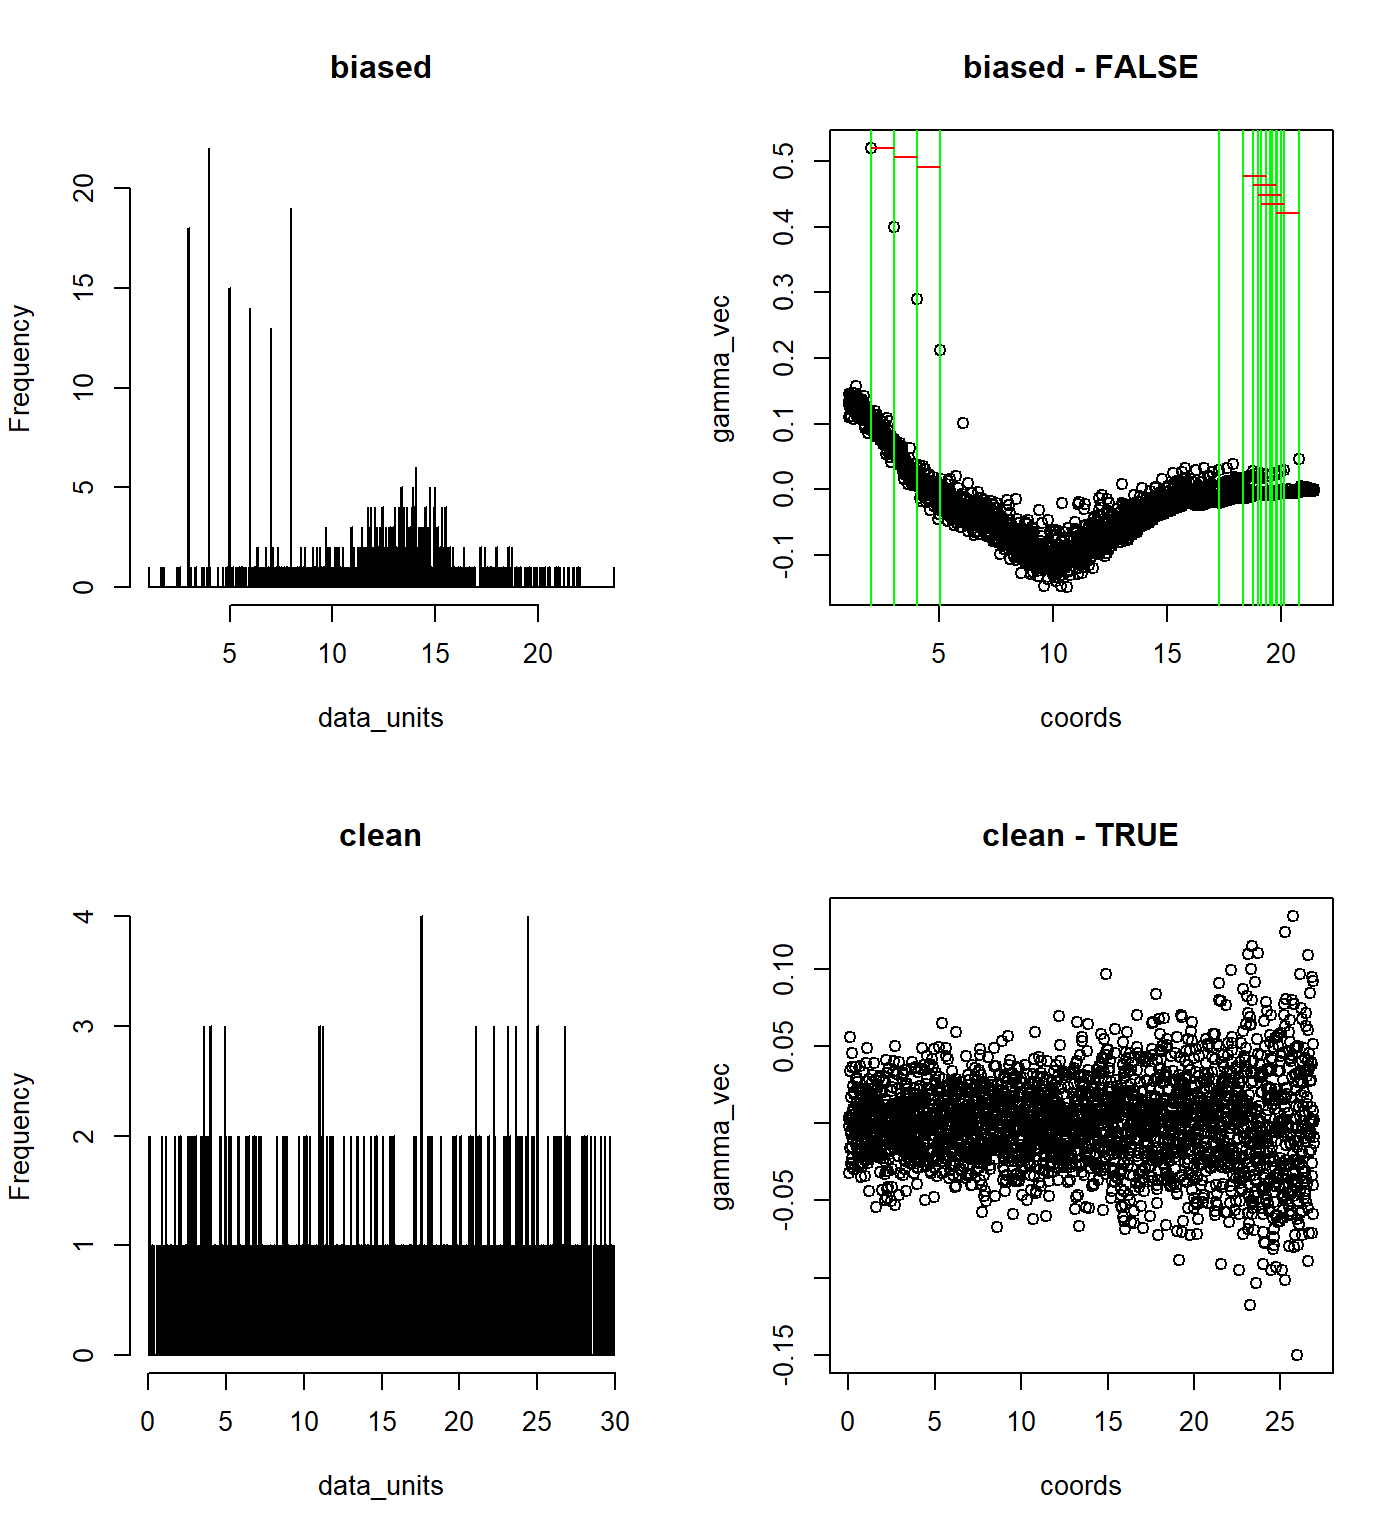 biased
Frequency
0 5 10 15 20
5 10 15 20
data_units
biased - FALSE
gamma_vec
-0.1 0.0 0.1 0.2 0.3 0.4 0.5
5 10 15 20
coords
clean
Frequency
0 1 2 3 4
0 5 10 15 20 25 30
data_units
clean - TRUE
gamma_vec
-0.15 -0.05 0.05 0.10
0 5 10 15 20 25
coords